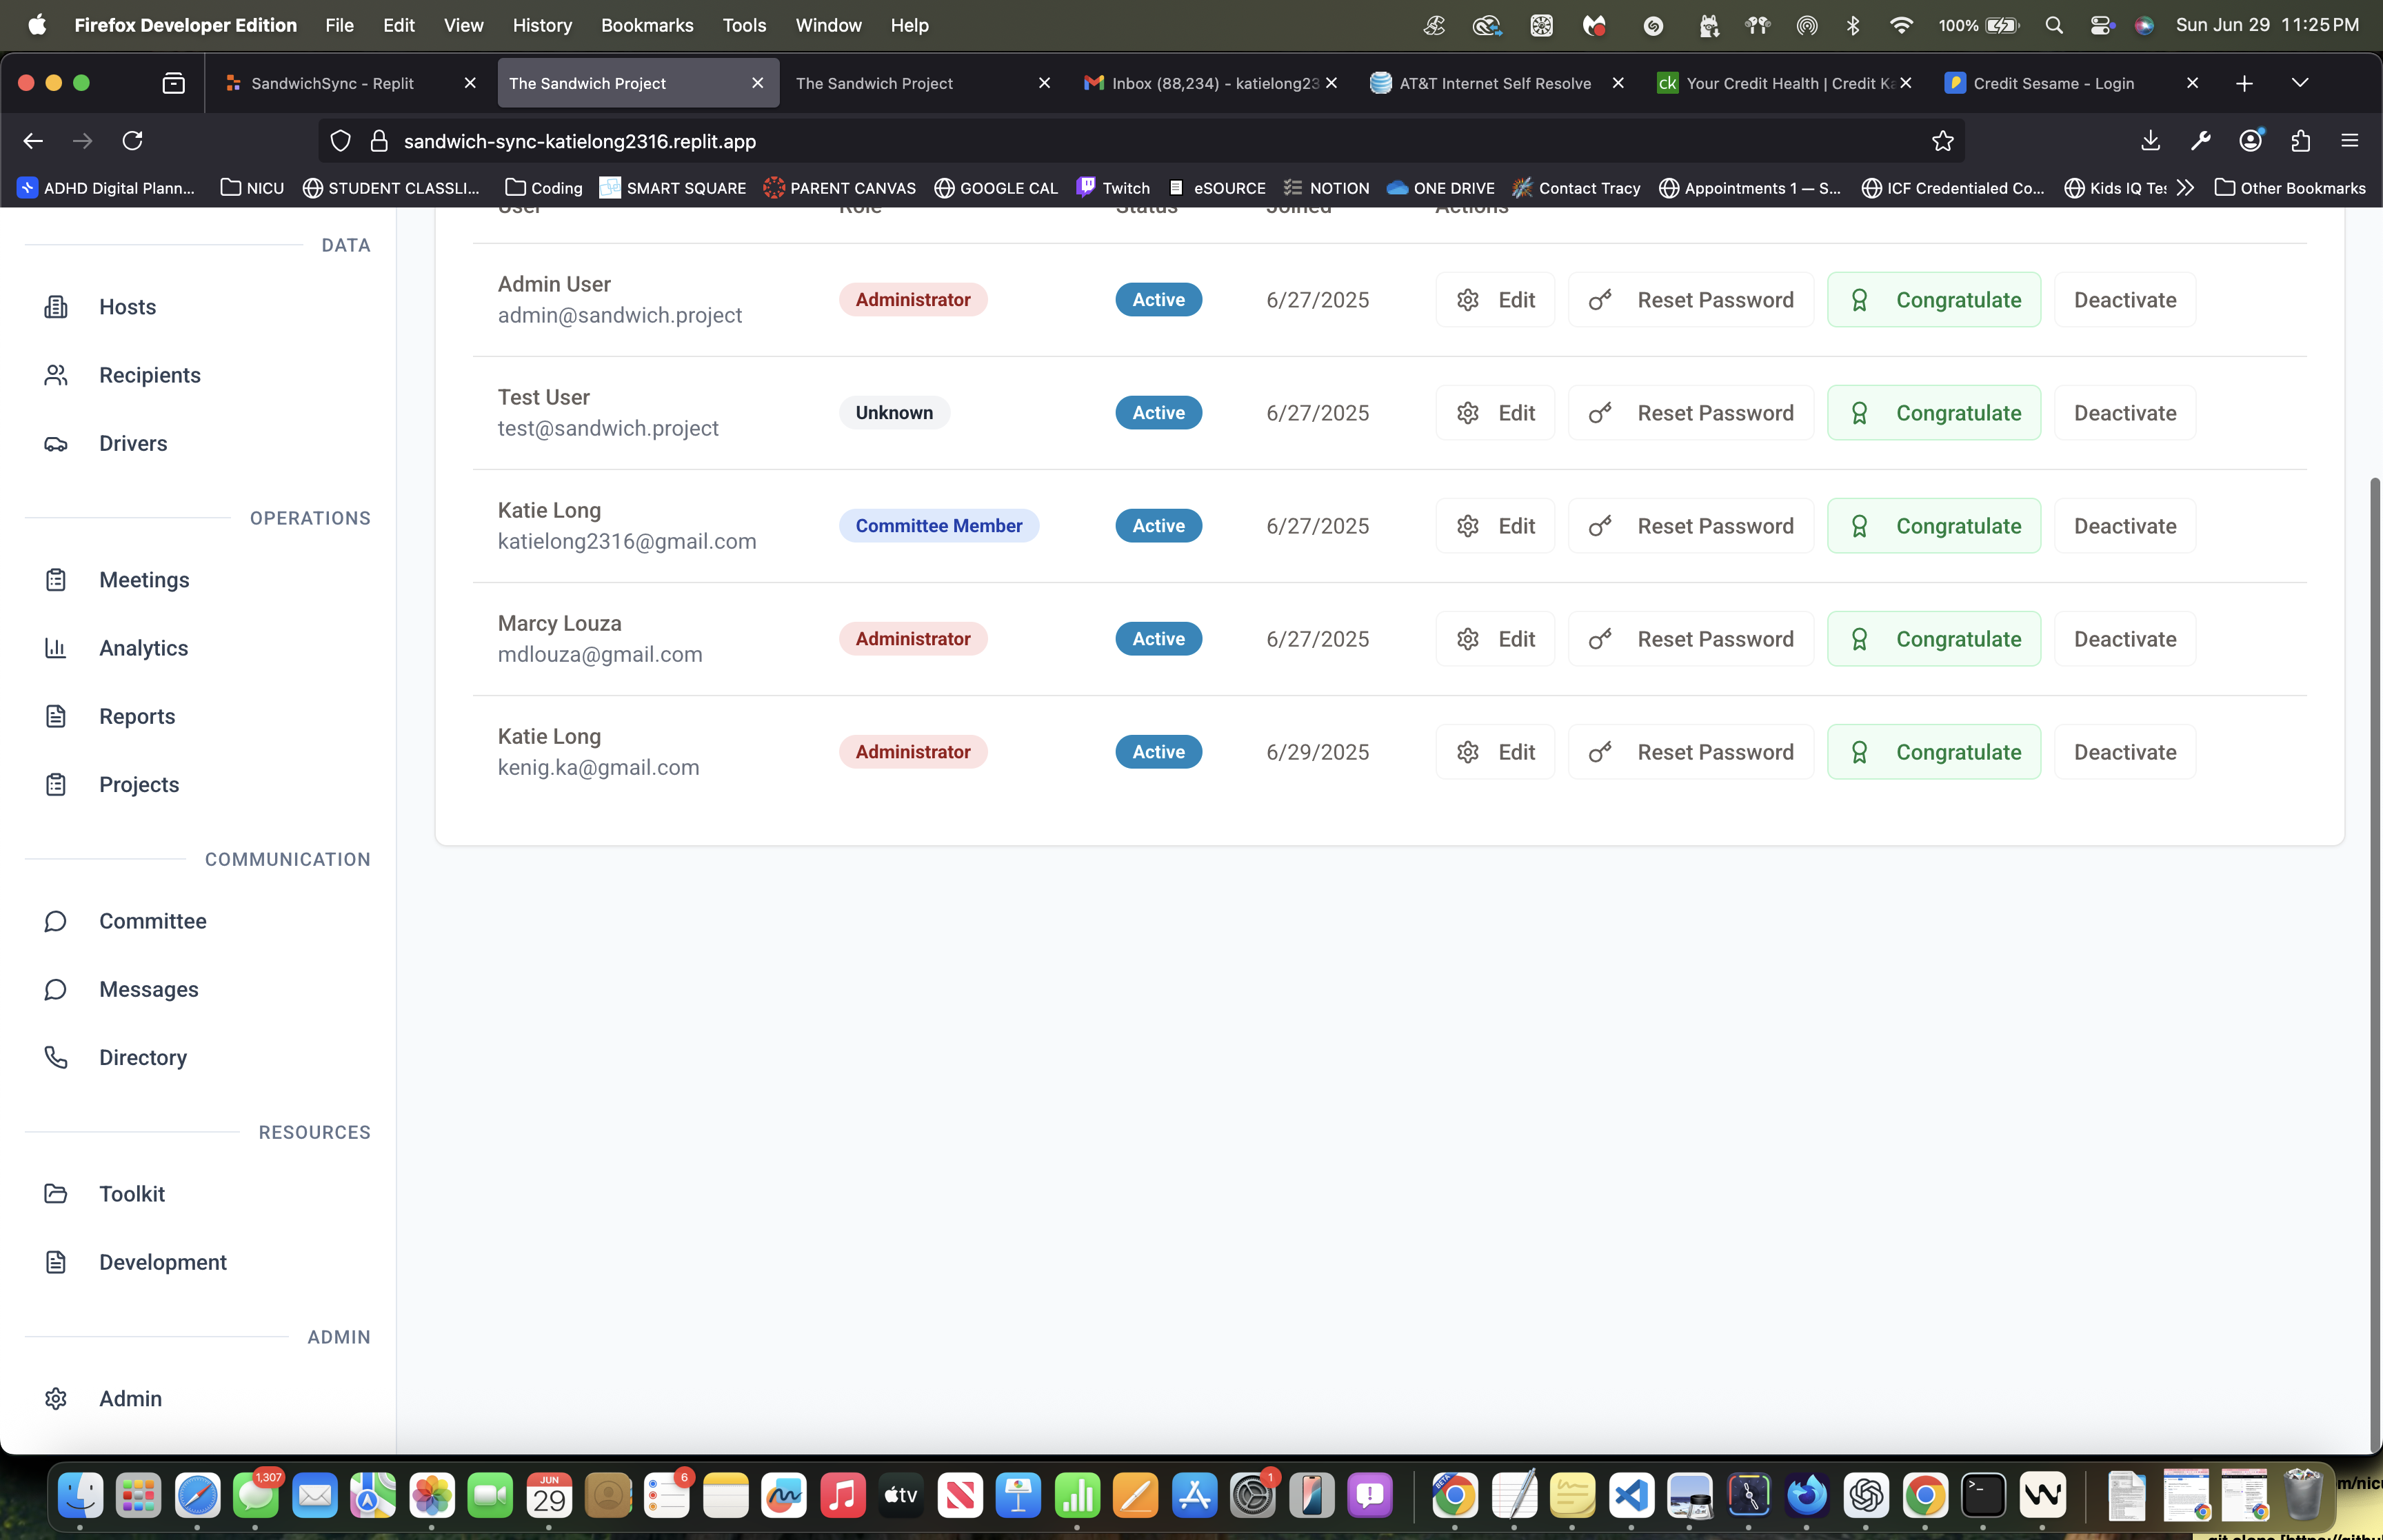 Firefox Developer Edition File Edit View History Bookmarks Tools Window Help 100% Sun Jun 29 11:25 PM
SandwichSync - Replit The Sandwich Project The Sandwich Project Inbox (88,234) - katielong23 AT&T Internet Self Resolve ck Your Credit Health | Credit Ka Credit Sesame - Login
sandwich-sync-katielong2316.replit.app
ADHD Digital Plann... NICU STUDENT CLASSLI... Coding SMART SQUARE PARENT CANVAS GOOGLE CAL Twitch eSOURCE NOTION ONE DRIVE Contact Tracy Appointments 1 — S... ICF Credentialed Co... Kids IQ Tes Other Bookmarks
User Role Status Joined Actions
DATA
Hosts
Recipients
Drivers
OPERATIONS
Meetings
Analytics
Reports
Projects
COMMUNICATION
Committee
Messages
Directory
RESOURCES
Toolkit
Development
ADMIN
Admin
Admin User
admin@sandwich.project
Administrator Active 6/27/2025 Edit Reset Password Congratulate Deactivate
Test User
test@sandwich.project
Unknown Active 6/27/2025 Edit Reset Password Congratulate Deactivate
Katie Long
katielong2316@gmail.com
Committee Member Active 6/27/2025 Edit Reset Password Congratulate Deactivate
Marcy Louza
mdlouza@gmail.com
Administrator Active 6/27/2025 Edit Reset Password Congratulate Deactivate
Katie Long
kenig.ka@gmail.com
Administrator Active 6/29/2025 Edit Reset Password Congratulate Deactivate
1,307 JUN 29 6 tv 1 BETA
m/nicu